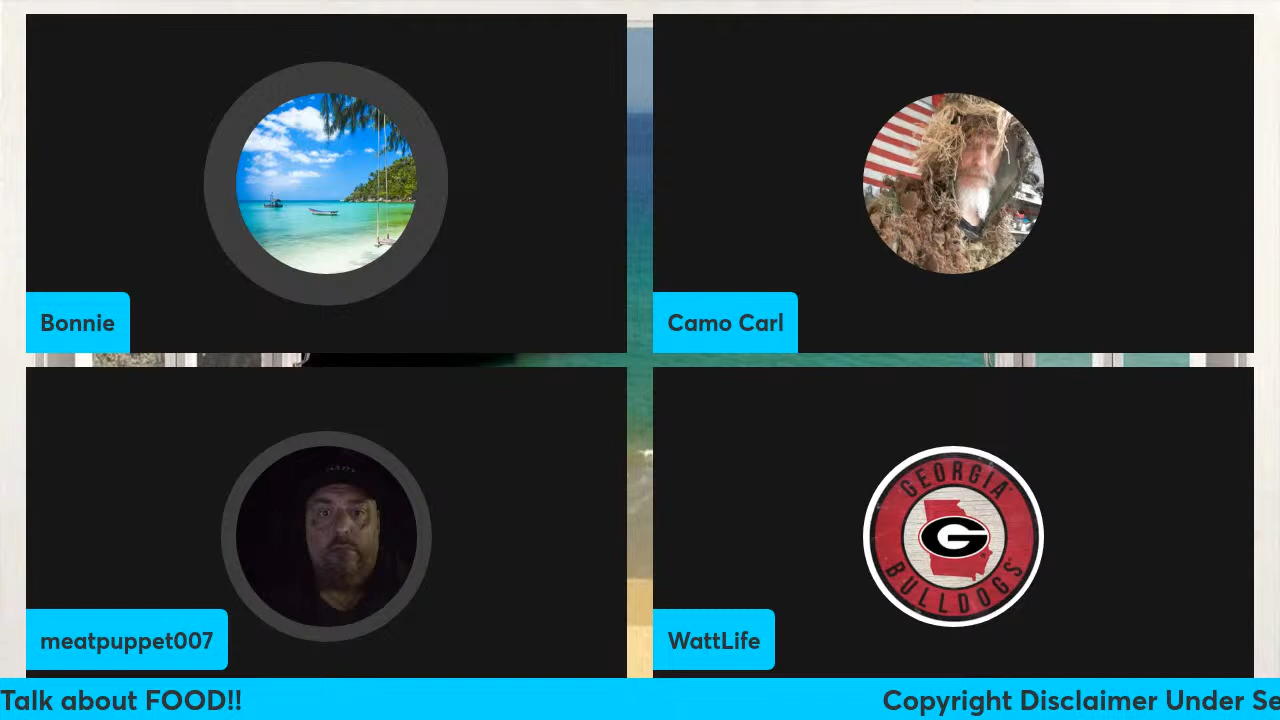 Bonnie
Camo Carl
GEORGIA
G
BULLDOGS
meatpuppet007
WattLife
Talk about FOOD!!
Copyright Disclaimer Under Se